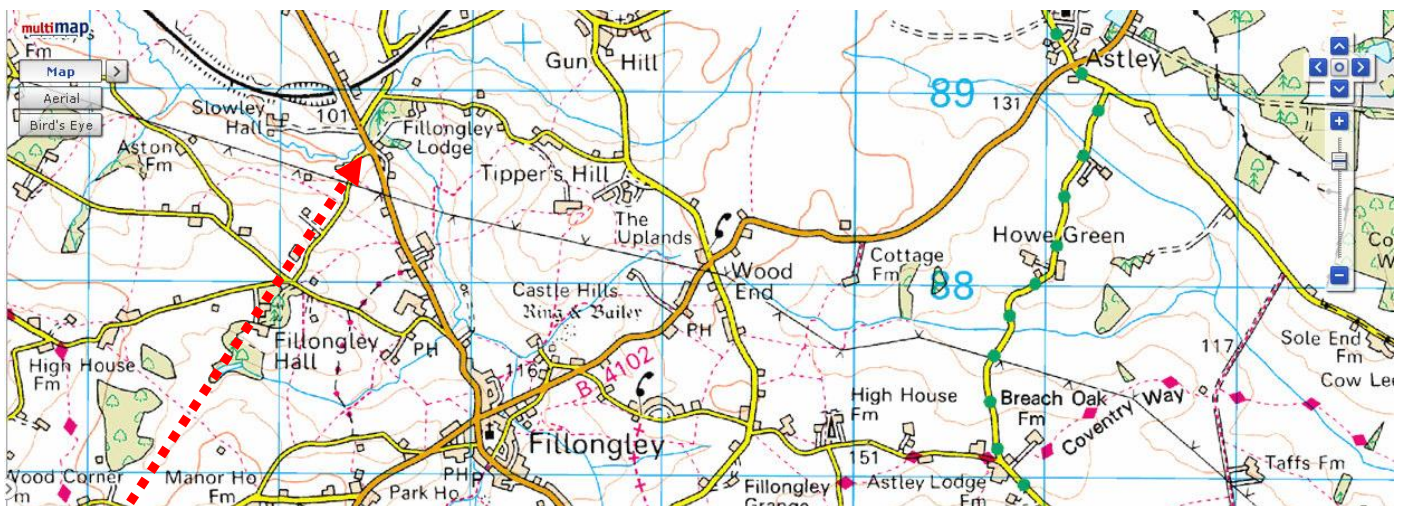 multimap
Fm
Map
Aerial
Bird's Eye
Slowley
Hall
101
Aston
Fm
Fillongley
Lodge
Gun Hill
Tipper's Hill
The
Uplands
89
131
Astley
Wood
End
Cottage
Fm
88
Howe Green
Castle Hills
Ring & Bailey
PH
PH
116
B 4102
Fillongley
Hall
High House
Fm
High House
Fm
Breach Oak
Fm
Coventry Way
117
Sole End
Fm
Cow Lee
Fillongley
151
Taffs Fm
Wood Corner
Manor Ho
Fm
PH
Park Ho
Fillongley
Grange
Astley Lodge
Fm